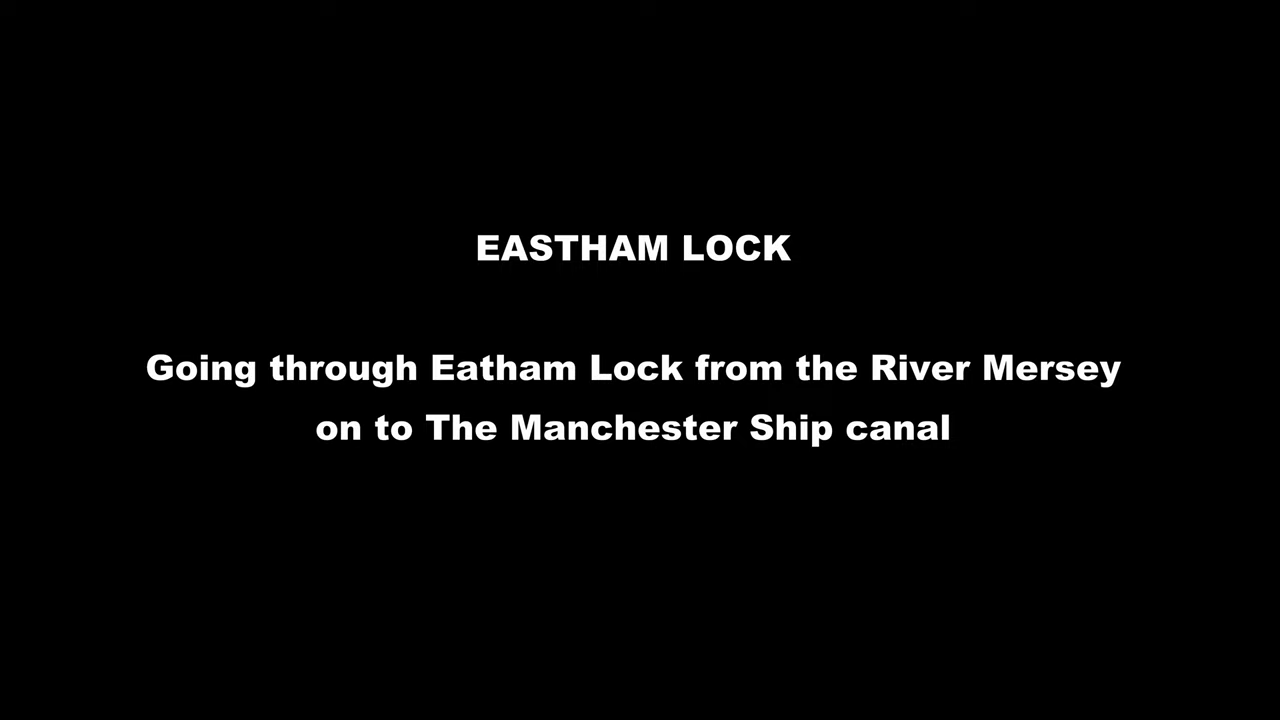 EASTHAM LOCK
Going through Eatham Lock from the River Mersey
on to The Manchester Ship canal